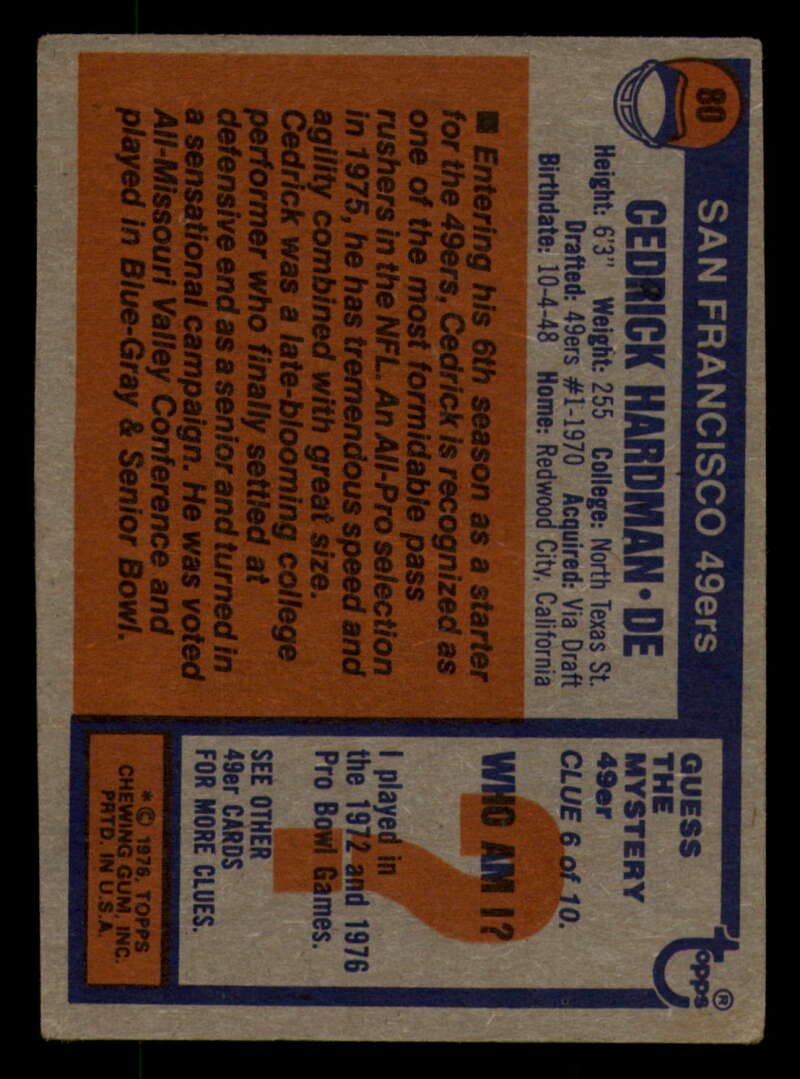 80
SAN FRANCISCO 49ers
CEDRICK HARDMAN • DE
Height: 6'3" Weight: 255 College: North Texas St.
Drafted: 49ers #1-1970 Acquired: Via Draft
Birthdate: 10-4-48 Home: Redwood City, California
■ Entering his 6th season as a starter
for the 49ers, Cedrick is recognized as
one of the most formidable pass
rushers in the NFL. An All-Pro selection
in 1975, he has tremendous speed and
agility combined with great size.
Cedrick was a late-blooming college
performer who finally settled at
defensive end as a senior and turned in
a sensational campaign. He was voted
All-Missouri Valley Conference and
played in Blue-Gray & Senior Bowl.
topps®
GUESS
THE
MYSTERY
49er
CLUE 6 of 10.
WHO AM I?
?
I played in
the 1972 and 1976
Pro Bowl Games.
SEE OTHER
49er CARDS
FOR MORE CLUES.
*© 1976, TOPPS
CHEWING GUM, INC.
PRTD. IN U.S.A.